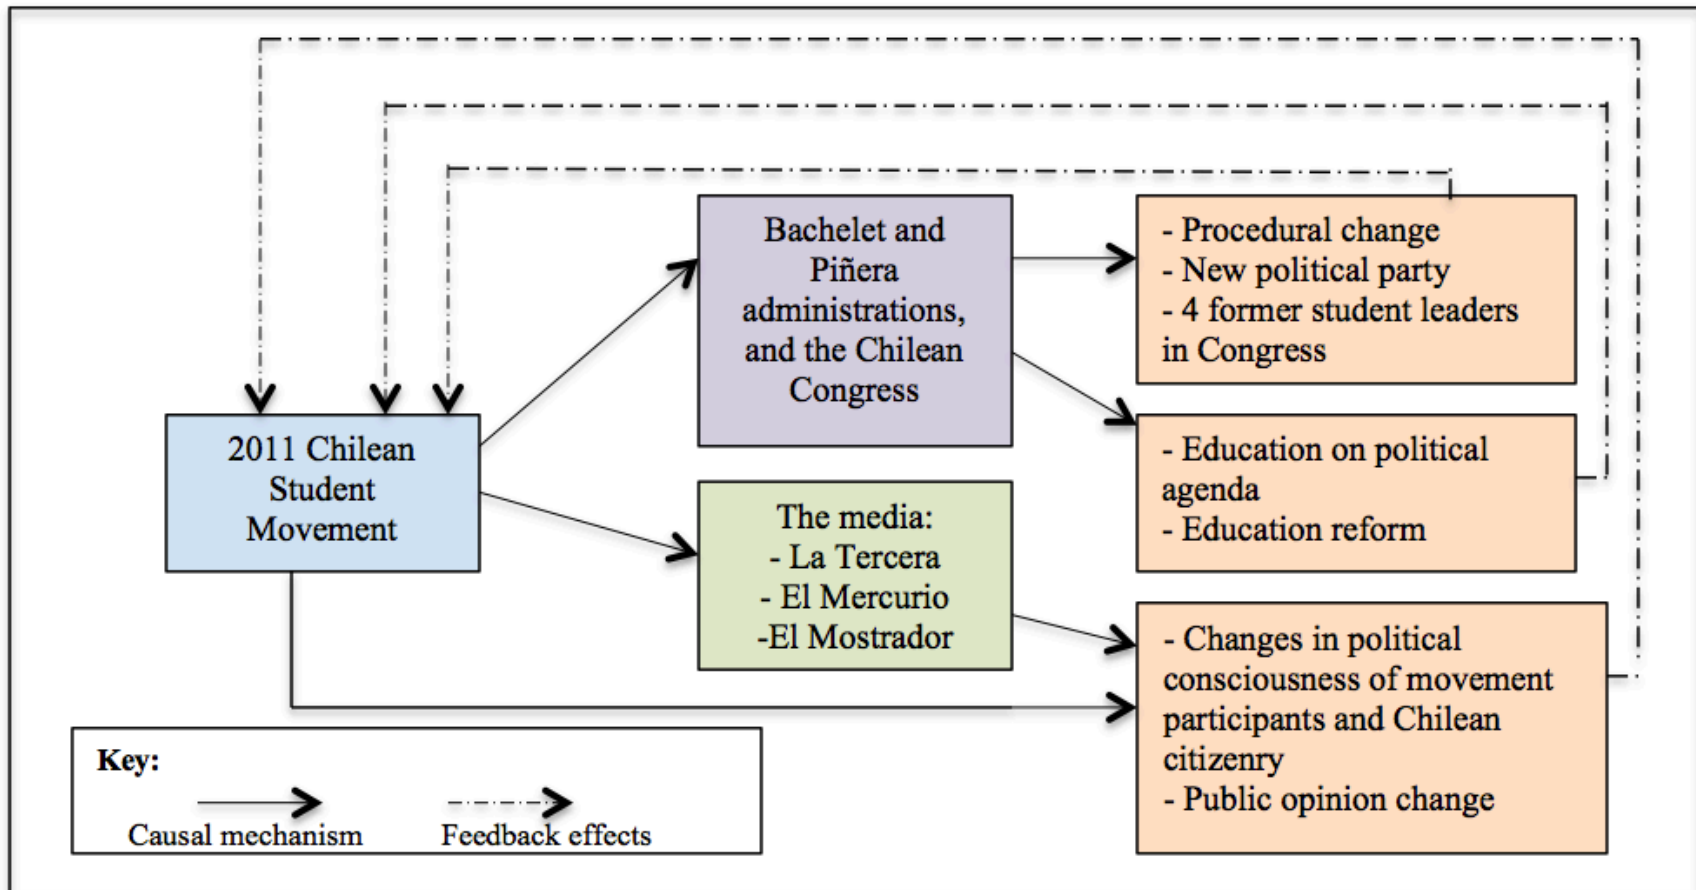 2011 Chilean
Student
Movement
Bachelet and
Piñera
administrations,
and the Chilean
Congress
The media:
- La Tercera
- El Mercurio
-El Mostrador
- Procedural change
- New political party
- 4 former student leaders
in Congress
- Education on political
agenda
- Education reform
- Changes in political
consciousness of movement
participants and Chilean
citizenry
- Public opinion change
Key:
Causal mechanism
Feedback effects